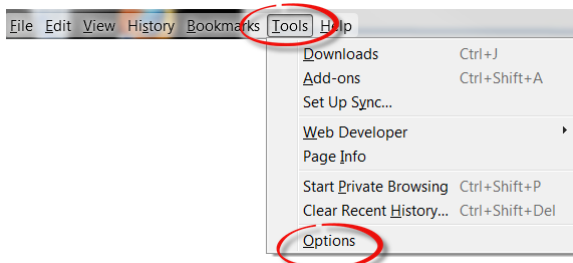 File Edit View History Bookmarks Tools Help
Downloads Ctrl+J
Add-ons Ctrl+Shift+A
Set Up Sync...
Web Developer
Page Info
Start Private Browsing Ctrl+Shift+P
Clear Recent History... Ctrl+Shift+Del
Options